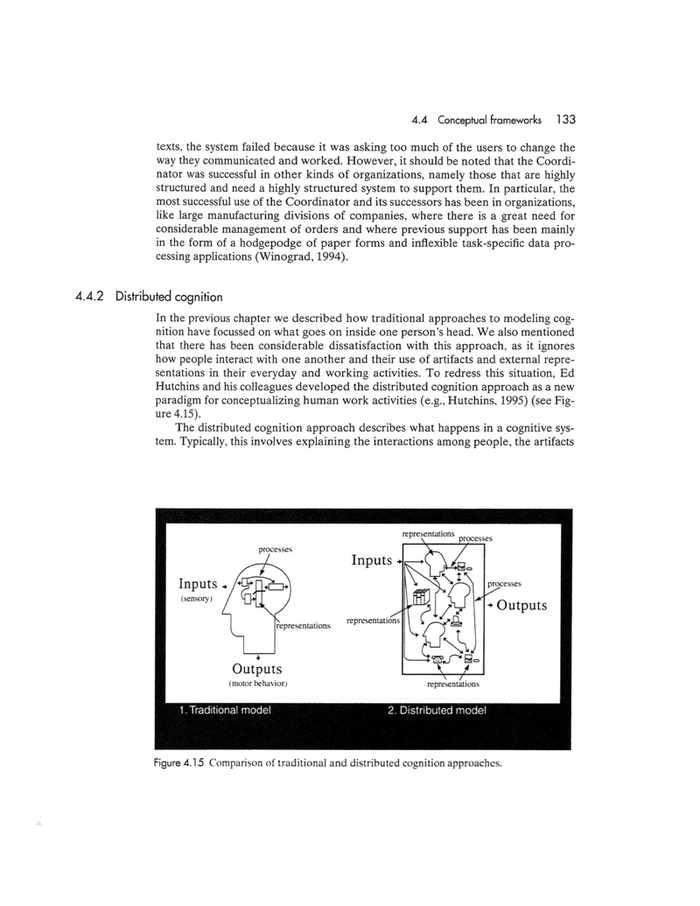 4.4 Conceptual frameworks 133
texts, the system failed because it was asking too much of the users to change the
way they communicated and worked. However, it should be noted that the Coordi-
nator was successful in other kinds of organizations, namely those that are highly
structured and need a highly structured system to support them. In particular, the
most successful use of the Coordinator and its successors has been in organizations,
like large manufacturing divisions of companies, where there is a great need for
considerable management of orders and where previous support has been mainly
in the form of a hodgepodge of paper forms and inflexible task-specific data pro-
cessing applications (Winograd, 1994).
4.4.2 Distributed cognition
In the previous chapter we described how traditional approaches to modeling cog-
nition have focussed on what goes on inside one person's head. We also mentioned
that there has been considerable dissatisfaction with this approach, as it ignores
how people interact with one another and their use of artifacts and external repre-
sentations in their everyday and working activities. To redress this situation, Ed
Hutchins and his colleagues developed the distributed cognition approach as a new
paradigm for conceptualizing human work activities (e.g., Hutchins, 1995) (see Fig-
ure 4.15).
The distributed cognition approach describes what happens in a cognitive sys-
tem. Typically, this involves explaining the interactions among people, the artifacts
processes
Inputs
(sensory)
representations
Outputs
(motor behavior)
1. Traditional model
representations
processes
Inputs
processes
Outputs
representations
representations
2. Distributed model
Figure 4.15 Comparison of traditional and distributed cognition approaches.